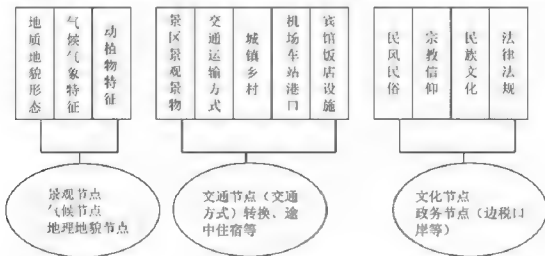 地质地貌形态
气候气象特征
动植物特征
景区景观景物
交通运输方式
城镇乡村
机场车站港口
宾馆饭店设施
民风民俗
宗教信仰
民族文化
法律法规
景观节点
气候节点
地理地貌节点
交通节点（交通
方式）转换、途
中住宿等
文化节点
政务节点（边税口
岸等）